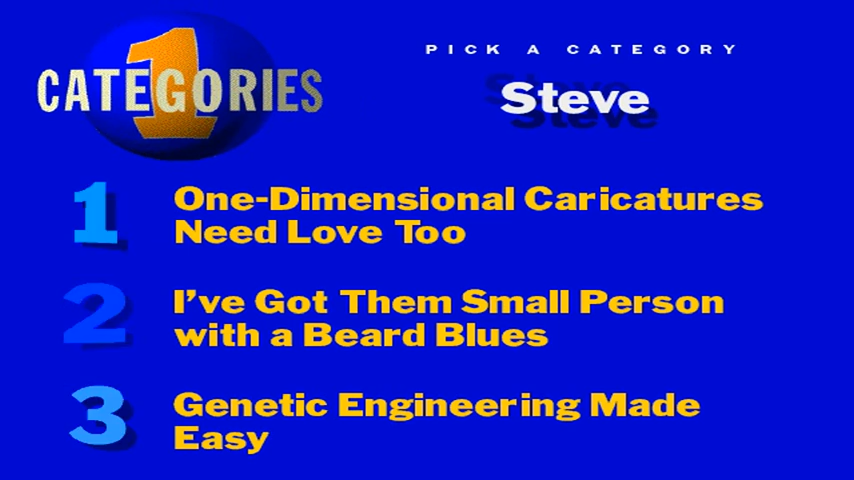 1
CATEGORIES
PICK A CATEGORY
Steve
1 One-Dimensional Caricatures
Need Love Too
2 I've Got Them Small Person
with a Beard Blues
3 Genetic Engineering Made
Easy